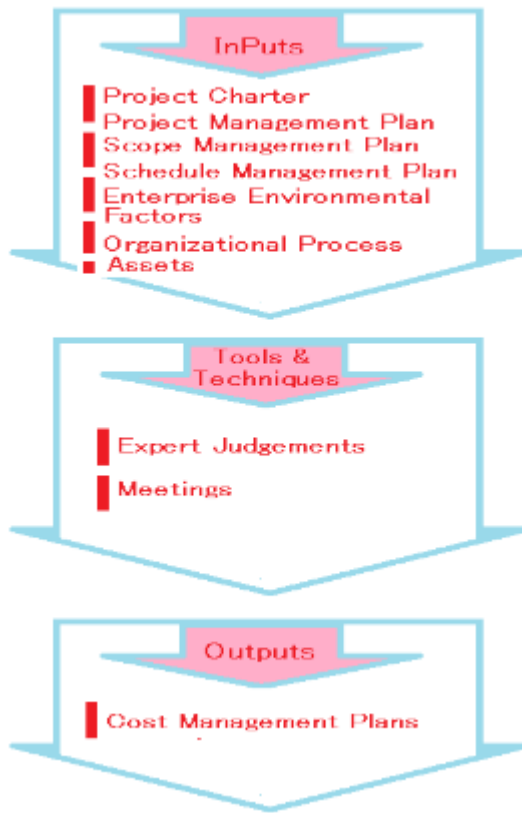 InPuts
Project Charter
Project Management Plan
Scope Management Plan
Schedule Management Plan
Enterprise Environmental
Factors
Organizational Process
Assets
Tools &
Techniques
Expert Judgements
Meetings
Outputs
Cost Management Plans